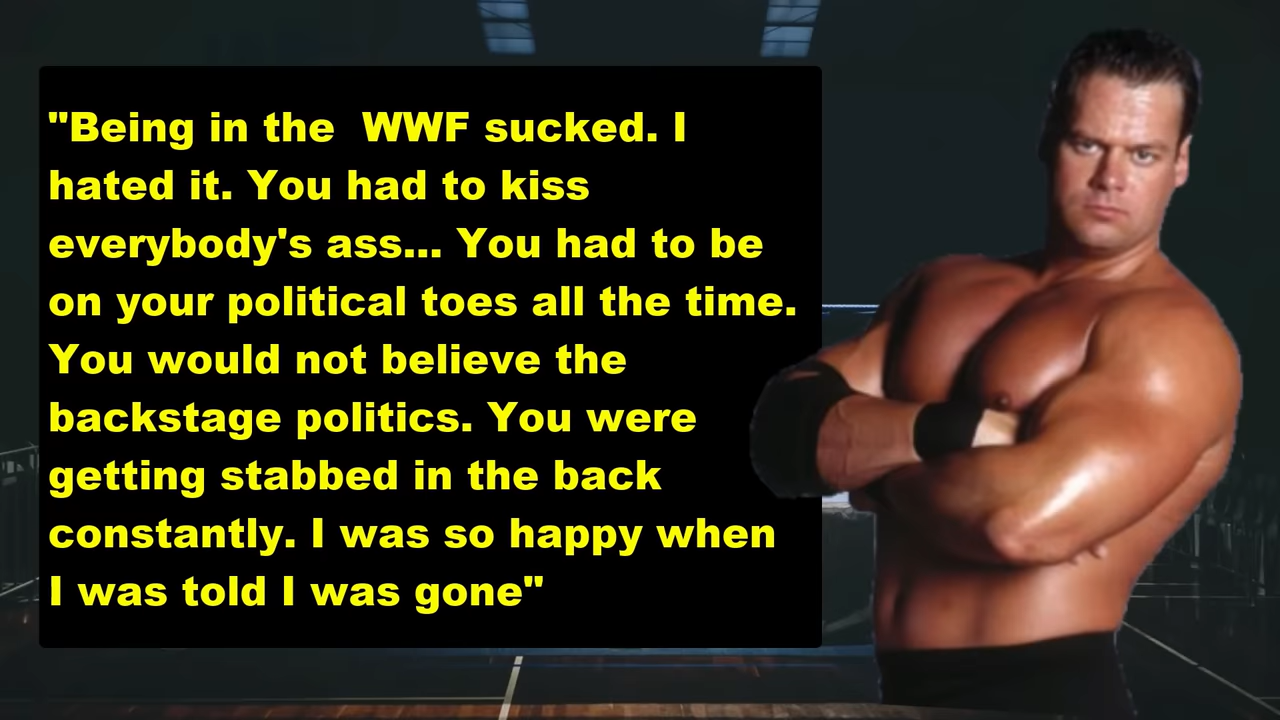 "Being in the  WWF sucked. I
hated it. You had to kiss
everybody's ass... You had to be
on your political toes all the time.
You would not believe the
backstage politics. You were
getting stabbed in the back
constantly. I was so happy when
I was told I was gone"